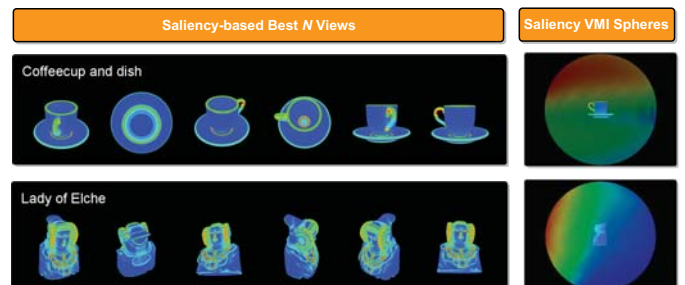 Saliency-based Best N Views
Saliency VMI Spheres
Coffeecup and dish
Lady of Elche